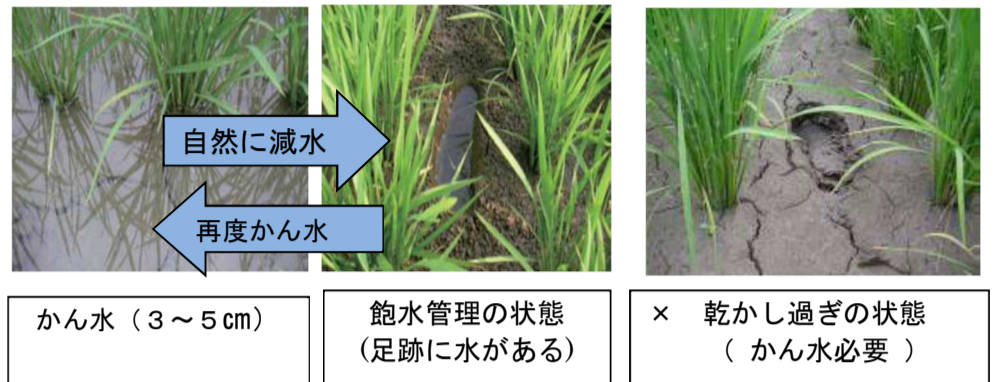 自然に減水
再度かん水
かん水（３～５㎝）
飽水管理の状態
(足跡に水がある)
× 乾かし過ぎの状態
（ かん水必要 ）